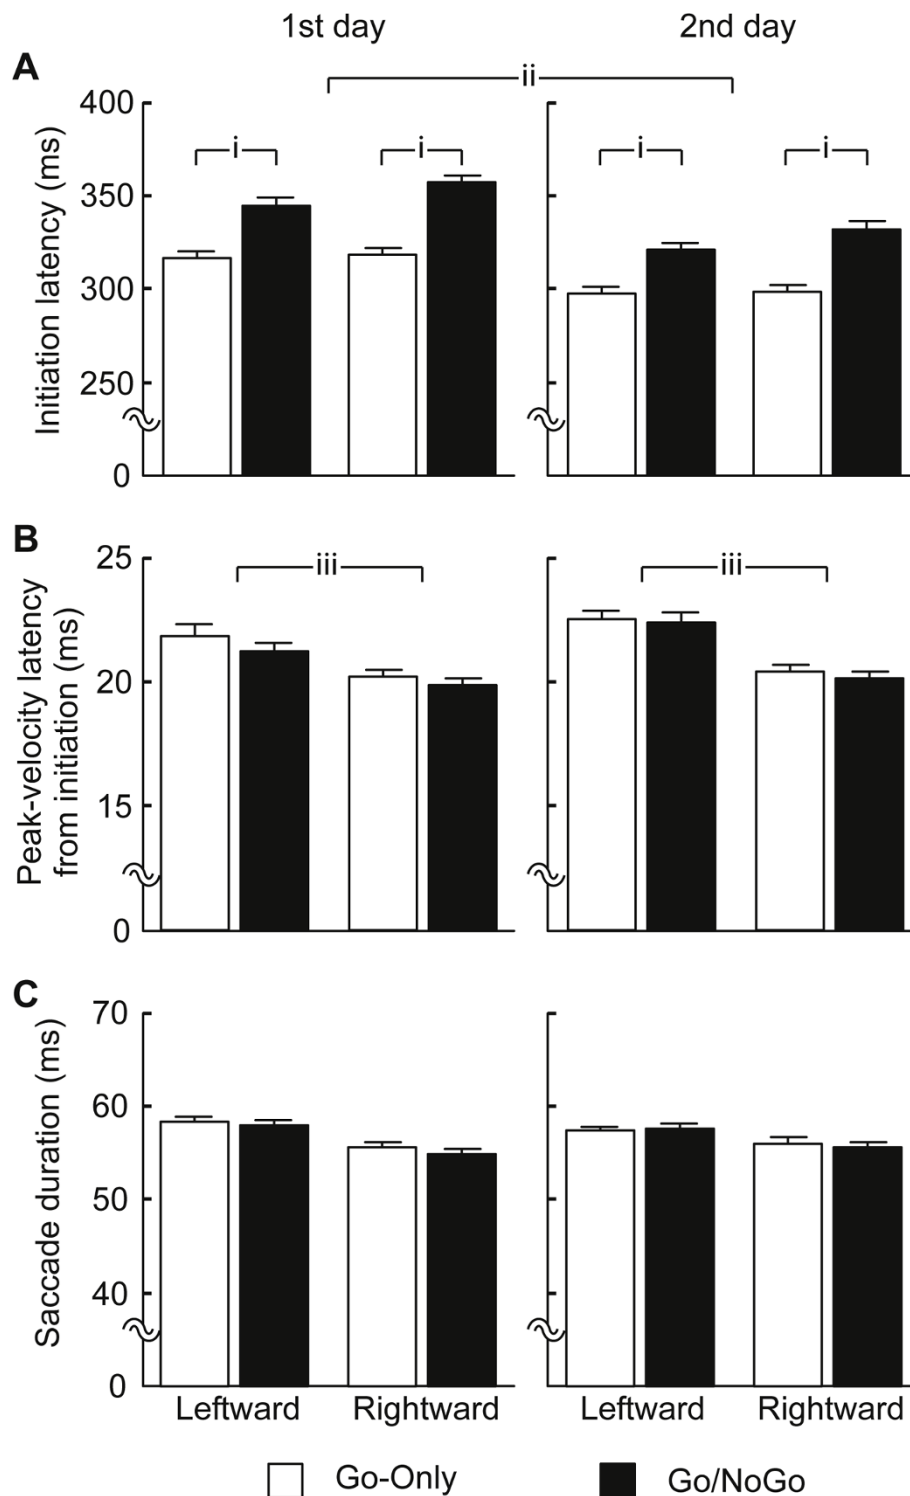 1st day 2nd day
A
ii
Initiation latency (ms)
400
350
300
250
0
i i i i
B
Peak-velocity latency
from initiation (ms)
25
20
15
0
iii iii
C
Saccade duration (ms)
70
60
50
40
0
Leftward Rightward Leftward Rightward
Go-Only Go/NoGo